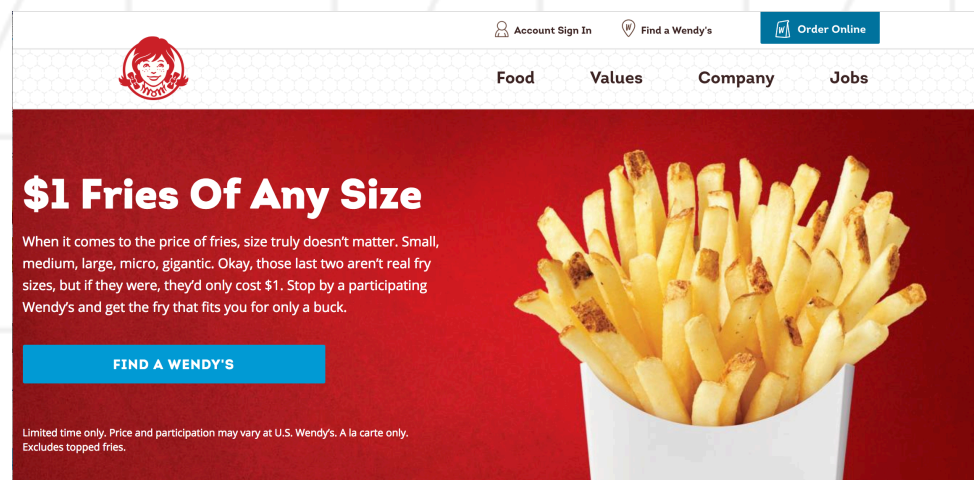 Account Sign In
Find a Wendy's
Order Online
Food
Values
Company
Jobs
$1 Fries Of Any Size
When it comes to the price of fries, size truly doesn't matter. Small,
medium, large, micro, gigantic. Okay, those last two aren't real fry
sizes, but if they were, they'd only cost $1. Stop by a participating
Wendy's and get the fry that fits you for only a buck.
FIND A WENDY'S
Limited time only. Price and participation may vary at U.S. Wendy's. A la carte only.
Excludes topped fries.